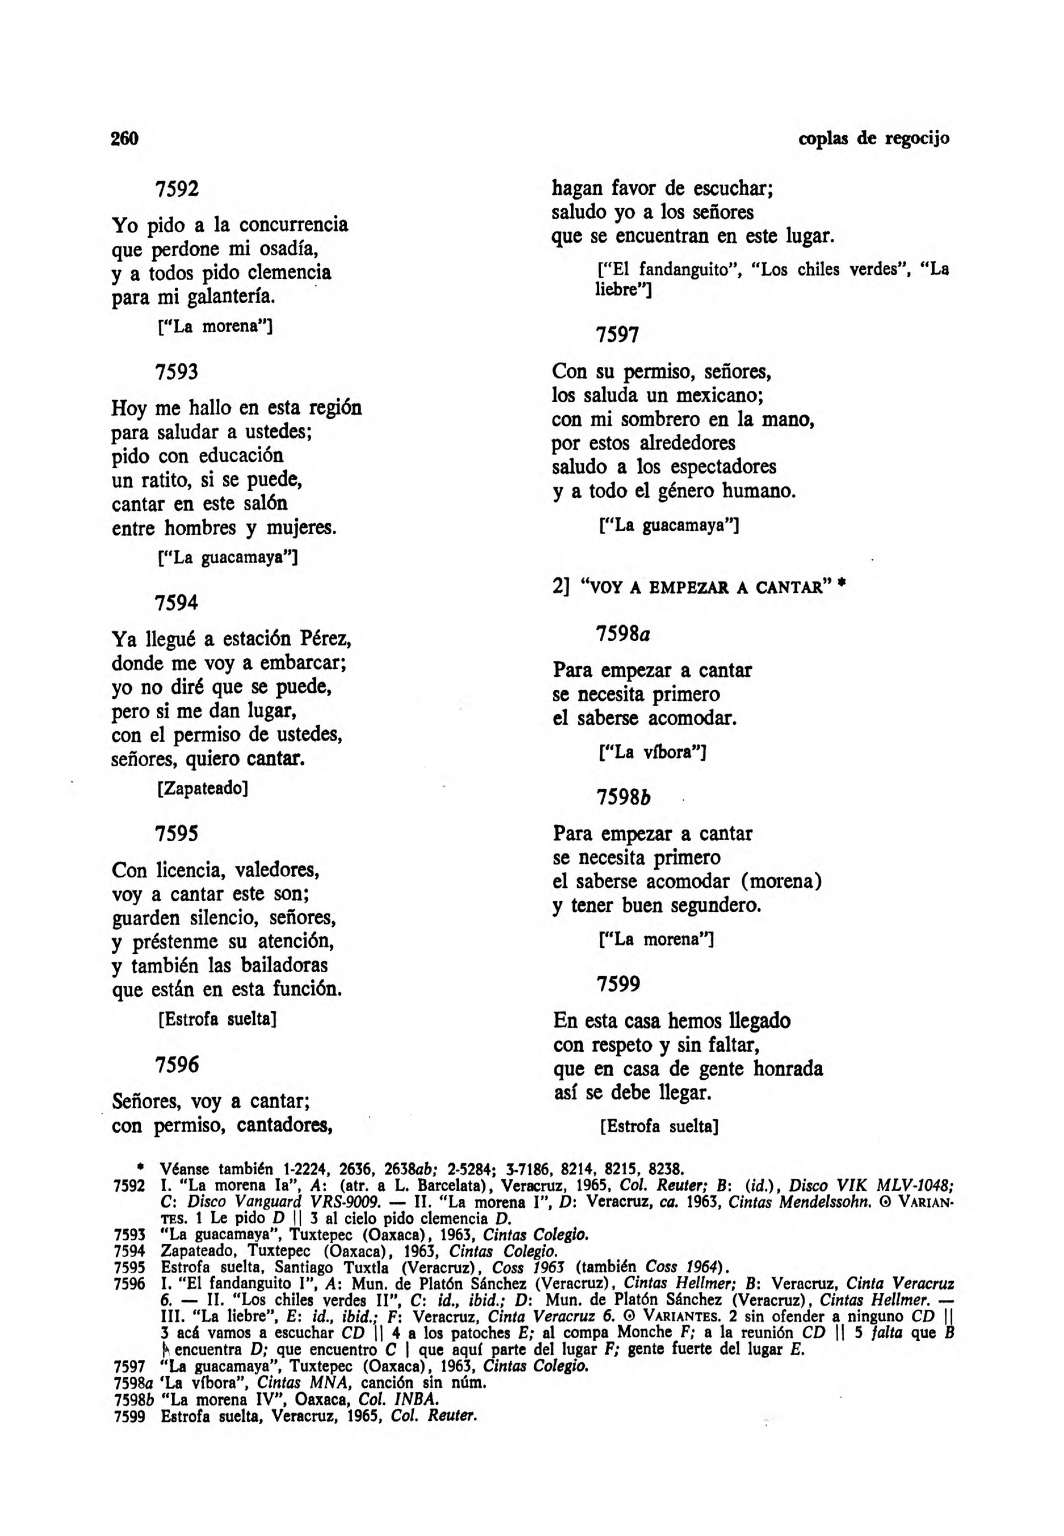 260
coplas de regocijo
7592
Yo pido a la concurrencia
que perdone mi osadía,
y a todos pido clemencia
para mi galantería.
["La morena"]
7593
Hoy me hallo en esta región
para saludar a ustedes;
pido con educación
un ratito, si se puede,
cantar en este salón
entre hombres y mujeres.
["La guacamaya"]
7594
Ya llegué a estación Pérez,
donde me voy a embarcar;
yo no diré que se puede,
pero si me dan lugar,
con el permiso de ustedes,
señores, quiero cantar.
[Zapateado]
7595
Con licencia, valedores,
voy a cantar este son;
guarden silencio, señores,
y préstenme su atención,
y también las bailadoras
que están en esta función.
[Estrofa suelta]
7596
Señores, voy a cantar;
con permiso, cantadores,
hagan favor de escuchar;
saludo yo a los señores
que se encuentran en este lugar.
["El fandanguito", "Los chiles verdes", "La
liebre"]
7597
Con su permiso, señores,
los saluda un mexicano;
con mi sombrero en la mano,
por estos alrededores
saludo a los espectadores
y a todo el género humano.
["La guacamaya"]
2] "VOY A EMPEZAR A CANTAR" *
7598a
Para empezar a cantar
se necesita primero
el saberse acomodar.
["La víbora"]
7598b
Para empezar a cantar
se necesita primero
el saberse acomodar (morena)
y tener buen segundero.
["La morena"]
7599
En esta casa hemos llegado
con respeto y sin faltar,
que en casa de gente honrada
así se debe llegar.
[Estrofa suelta]
* Véanse también 1-2224, 2636, 2638ab; 2-5284; 3-7186, 8214, 8215, 8238.
7592 I. "La morena Ia", A: (atr. a L. Barcelata), Veracruz, 1965, Col. Reuter; B: (id.), Disco VIK MLV-1048;
C: Disco Vanguard VRS-9009. — II. "La morena I", D: Veracruz, ca. 1963, Cintas Mendelssohn. ⊙ VARIAN-
TES. 1 Le pido D || 3 al cielo pido clemencia D.
7593 "La guacamaya", Tuxtepec (Oaxaca), 1963, Cintas Colegio.
7594 Zapateado, Tuxtepec (Oaxaca), 1963, Cintas Colegio.
7595 Estrofa suelta, Santiago Tuxtla (Veracruz), Coss 1963 (también Coss 1964).
7596 I. "El fandanguito I", A: Mun. de Platón Sánchez (Veracruz), Cintas Hellmer; B: Veracruz, Cinta Veracruz
6. — II. "Los chiles verdes II", C: id., ibid.; D: Mun. de Platón Sánchez (Veracruz), Cintas Hellmer. —
III. "La liebre", E: id., ibid.; F: Veracruz, Cinta Veracruz 6. ⊙ VARIANTES. 2 sin ofender a ninguno CD ||
3 acá vamos a escuchar CD || 4 a los patoches E; al compa Monche F; a la reunión CD || 5 falta que B
| encuentra D; que encuentro C | que aquí parte del lugar F; gente fuerte del lugar E.
7597 "La guacamaya", Tuxtepec (Oaxaca), 1963, Cintas Colegio.
7598a 'La víbora", Cintas MNA, canción sin núm.
7598b "La morena IV", Oaxaca, Col. INBA.
7599 Estrofa suelta, Veracruz, 1965, Col. Reuter.